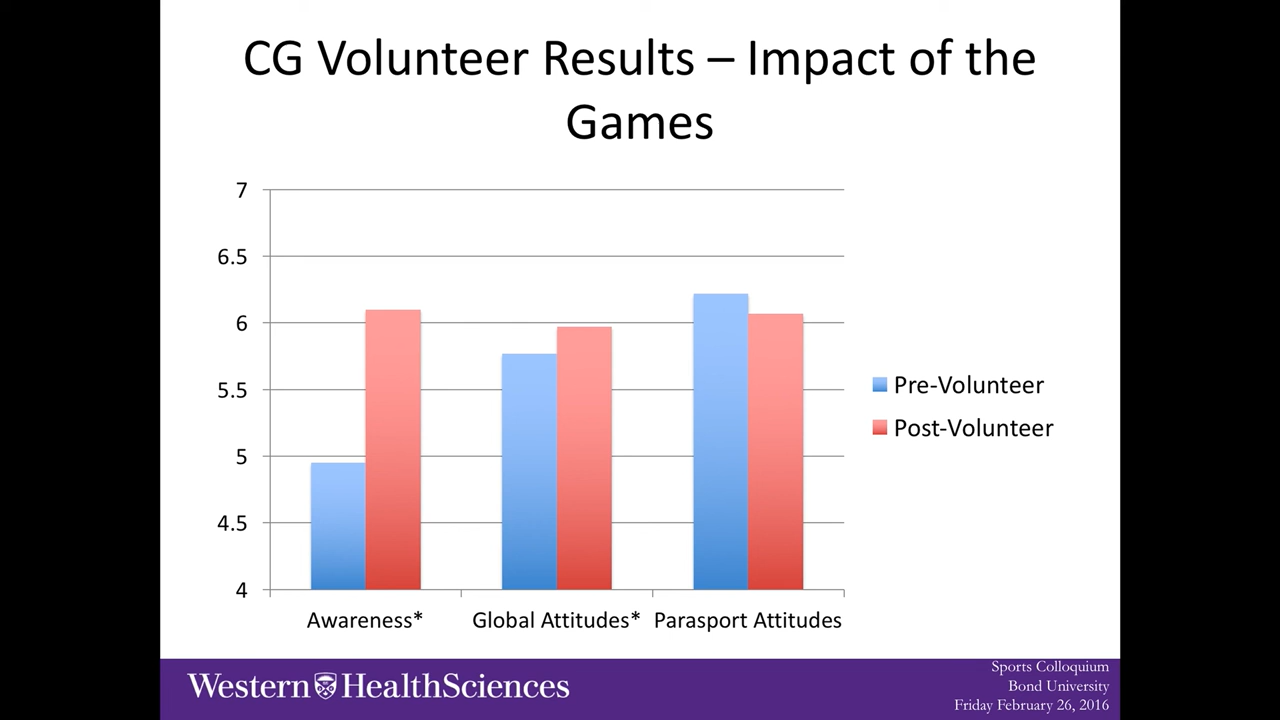 CG Volunteer Results – Impact of the
Games
7
6.5
6
5.5
5
4.5
4
Awareness*
Global Attitudes*
Parasport Attitudes
Pre-Volunteer
Post-Volunteer
Western HealthSciences
Sports Colloquium
Bond University
Friday February 26, 2016